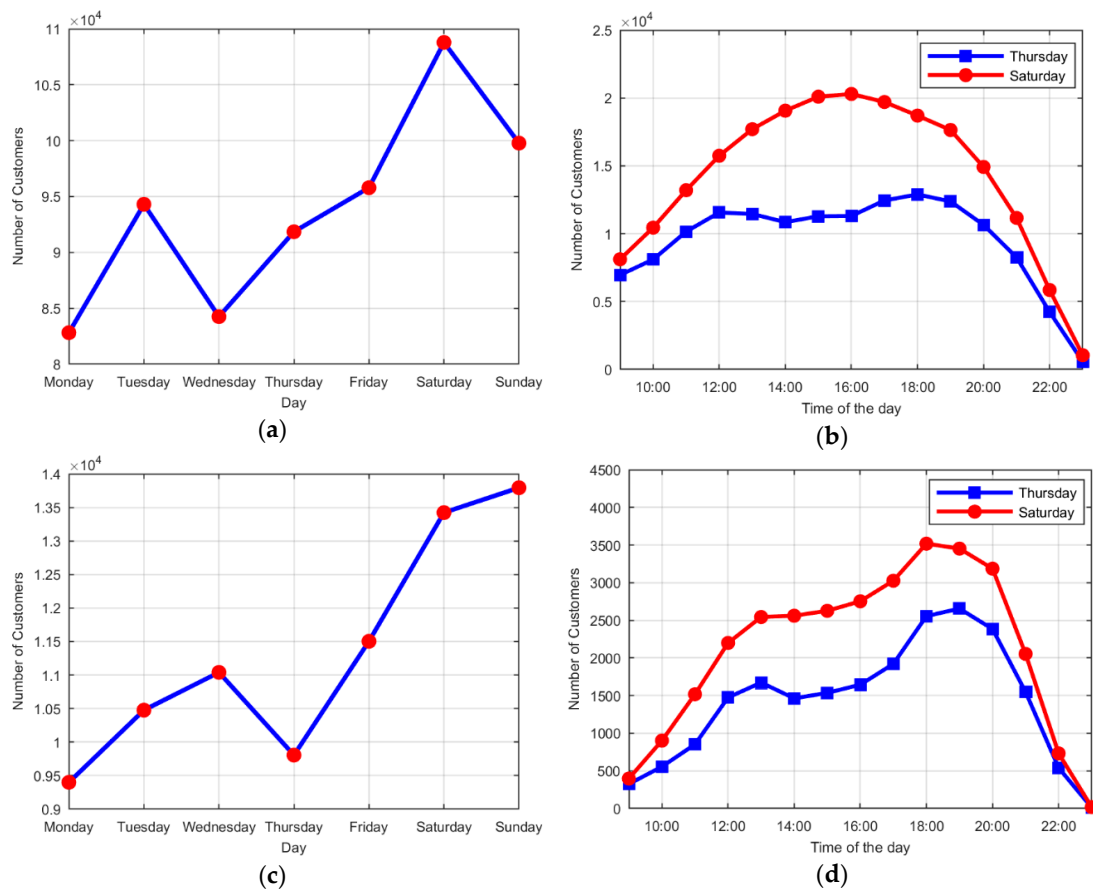 ×10⁴
11
10.5
10
9.5
9
8.5
8
Number of Customers
Monday Tuesday Wednesday Thursday Friday Saturday Sunday
Day
(a)
×10⁴
2.5
2
1.5
1
0.5
0
Number of Customers
Thursday
Saturday
10:00 12:00 14:00 16:00 18:00 20:00 22:00
Time of the day
(b)
×10⁴
1.4
1.35
1.3
1.25
1.2
1.15
1.1
1.05
1
0.95
0.9
Number of Customers
Monday Tuesday Wednesday Thursday Friday Saturday Sunday
Day
(c)
4500
4000
3500
3000
2500
2000
1500
1000
500
0
Number of Customers
Thursday
Saturday
10:00 12:00 14:00 16:00 18:00 20:00 22:00
Time of the day
(d)